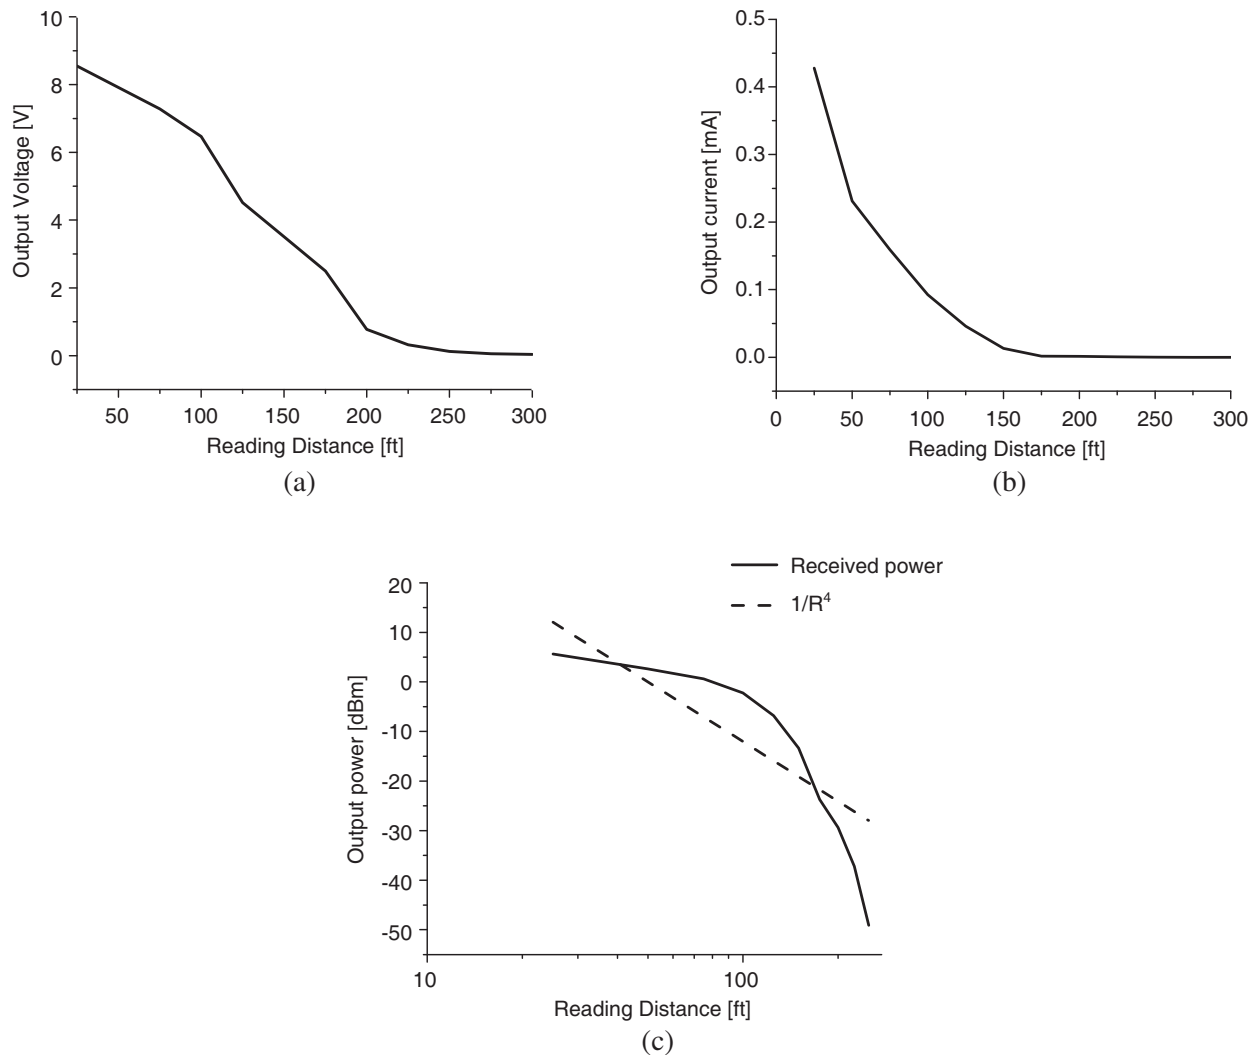 10
8
6
4
2
0
Output Voltage [V]
50 100 150 200 250 300
Reading Distance [ft]
(a)
0.5
0.4
0.3
0.2
0.1
0.0
Output current [mA]
0 50 100 150 200 250 300
Reading Distance [ft]
(b)
Received power
1/R⁴
20
10
0
-10
-20
-30
-40
-50
Output power [dBm]
10 100
Reading Distance [ft]
(c)